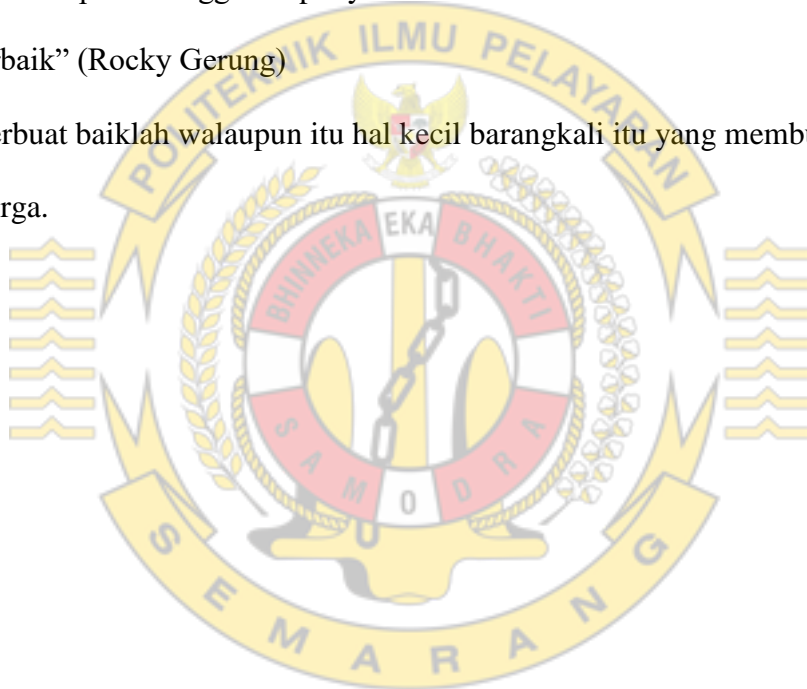 rbaik” (Rocky Gerung)
erbuat baiklah walaupun itu hal kecil barangkali itu yang membu
rga.
POLITEKNIK ILMU PELAYARAN
BHINNEKA EKA BHAKTI
SAMODRA
SEMARANG